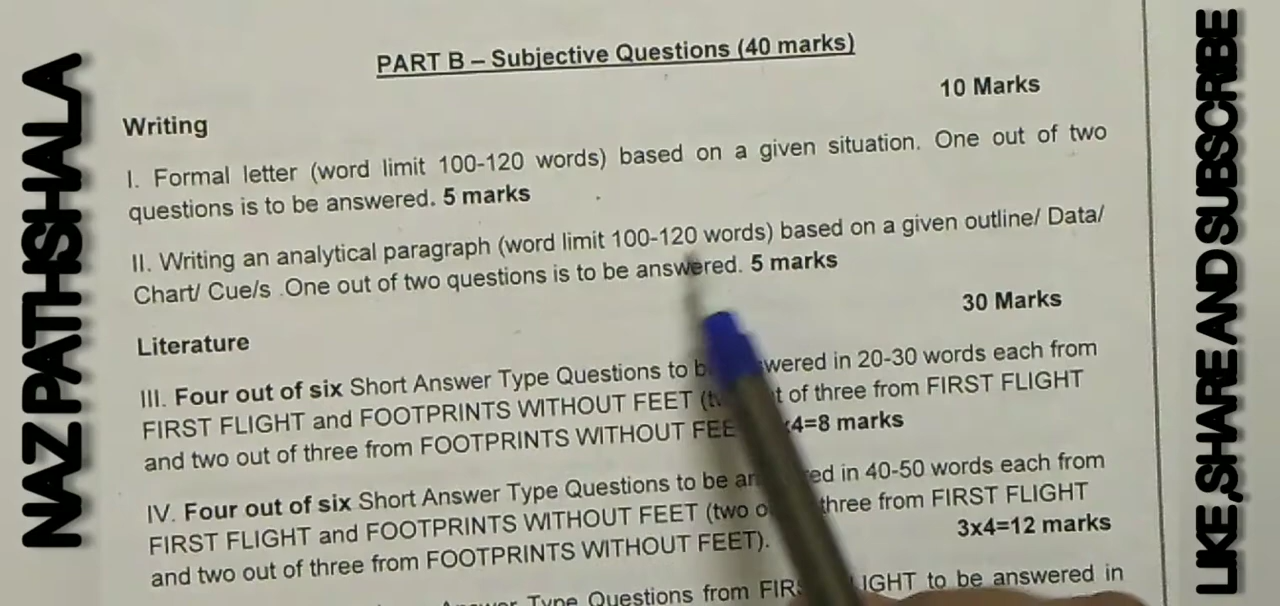 NAZ PATHSHALA
PART B – Subjective Questions (40 marks)
10 Marks
Writing
I. Formal letter (word limit 100-120 words) based on a given situation. One out of two
questions is to be answered. 5 marks
II. Writing an analytical paragraph (word limit 100-120 words) based on a given outline/ Data/
Chart/ Cue/s .One out of two questions is to be answered. 5 marks
30 Marks
Literature
III. Four out of six Short Answer Type Questions to in 20-30 words each from
FIRST FLIGHT and FOOTPRINTS WITHOUT FEET of three from FIRST FLIGHT
and two out of three from FOOTPRINTS WITHOUT marks
IV. Four out of six Short Answer Type Questions to be in 40-50 words each from
FIRST FLIGHT and FOOTPRINTS WITHOUT FEET (two three from FIRST FLIGHT
and two out of three from FOOTPRINTS WITHOUT FEET). 3x4=12 marks
Type Questions from to be answered in
LIKE,SHARE AND SUBSCRIBE